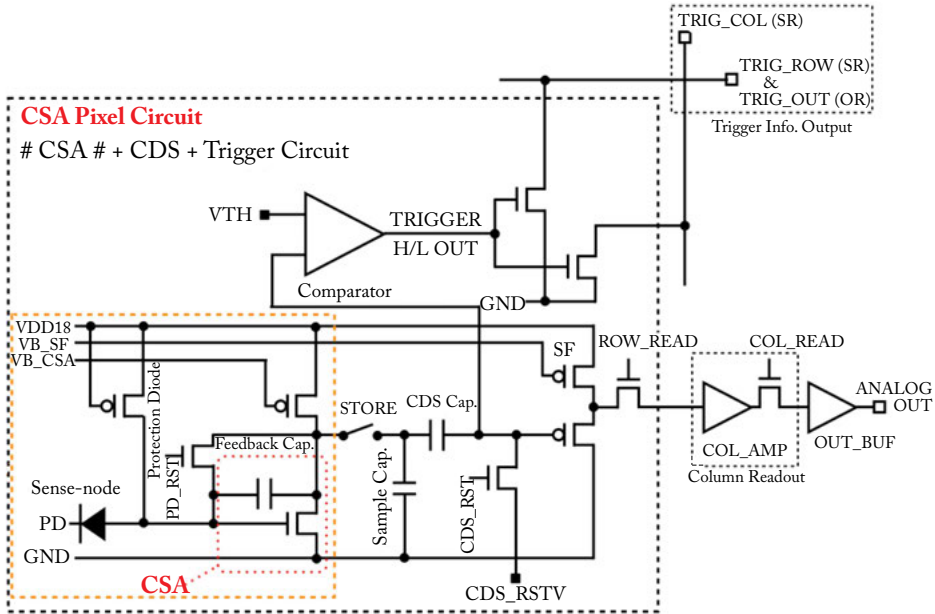 TRIG_COL (SR)
TRIG_ROW (SR)
&
TRIG_OUT (OR)
Trigger Info. Output
CSA Pixel Circuit
# CSA # + CDS + Trigger Circuit
VTH
TRIGGER
H/L OUT
Comparator
GND
VDD18
VB_SF
VB_CSA
SF
ROW_READ
COL_READ
Protection Diode
STORE
CDS Cap.
ANALOG
OUT
COL_AMP
OUT_BUF
Column Readout
Feedback Cap.
PD_RST
Sample Cap.
CDS_RST
Sense-node
PD
GND
CSA
CDS_RSTV